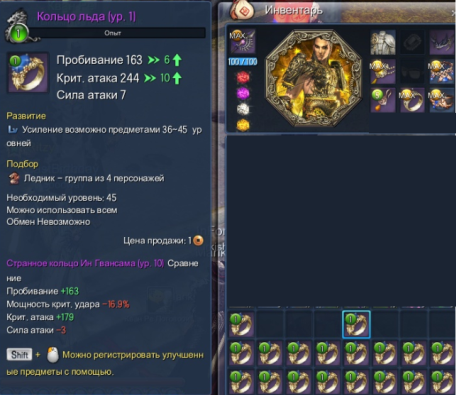 Кольцо льда (ур. 1)
Опыт
Пробивание 163 >> 6
Крит. атака 244 >> 10
Сила атаки 7
Развитие
Усиление возможно предметами 36~45 ур
овней
Подбор
Ледник – группа из 4 персонажей
Необходимый уровень: 45
Можно использовать всем
Обмен Невозможно
Цена продажи: 1
Странное кольцо Ин Гвансама (ур. 10) Сравне
ние
Пробивание +163
Мощность крит. удара -16.9%
Крит. атака +179
Сила атаки -3
Shift + Можно регистрировать улучшенн
ые предметы с помощью.
Инвентарь
MAX
100 / 100
MAX
MAX
MAX